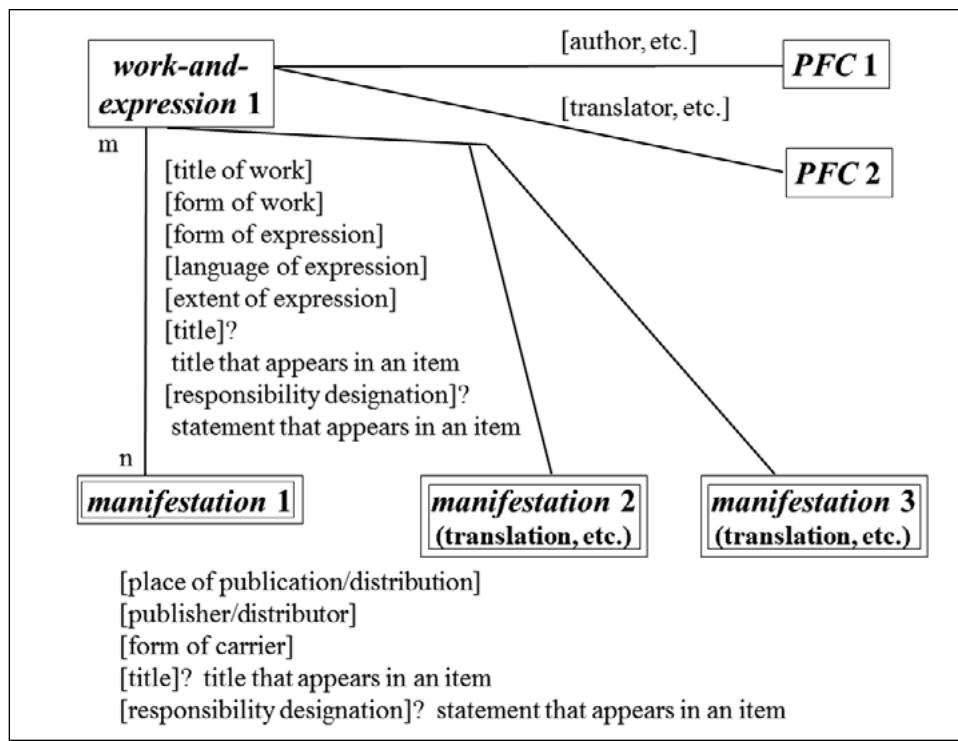 work-and-
expression 1
[author, etc.]
PFC 1
[translator, etc.]
PFC 2
m
[title of work]
[form of work]
[form of expression]
[language of expression]
[extent of expression]
[title]?
title that appears in an item
[responsibility designation]?
statement that appears in an item
n
manifestation 1
manifestation 2
(translation, etc.)
manifestation 3
(translation, etc.)
[place of publication/distribution]
[publisher/distributor]
[form of carrier]
[title]? title that appears in an item
[responsibility designation]? statement that appears in an item